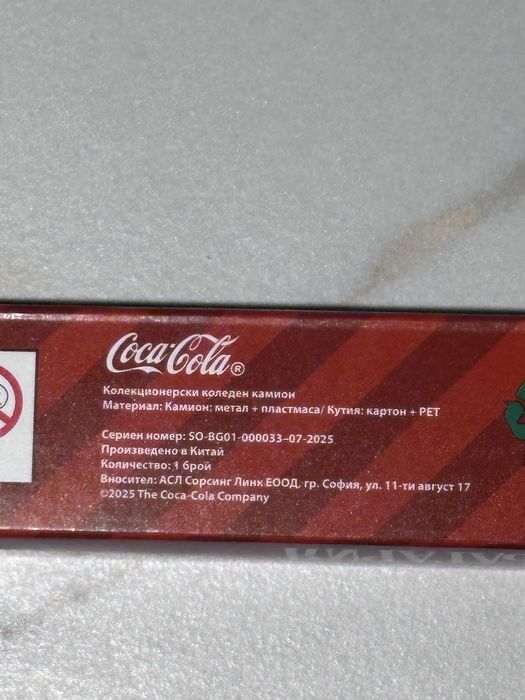 Coca-Cola®
Колекционерски коледен камион
Материал: Камион: метал + пластмаса/ Кутия: картон + PET
Сериен номер: SO-BG01-000033-07-2025
Произведено в Китай
Количество: 1 брой
Вносител: АСЛ Сорсинг Линк ЕООД, гр. София, ул. 11-ти август 17
©2025 The Coca-Cola Company